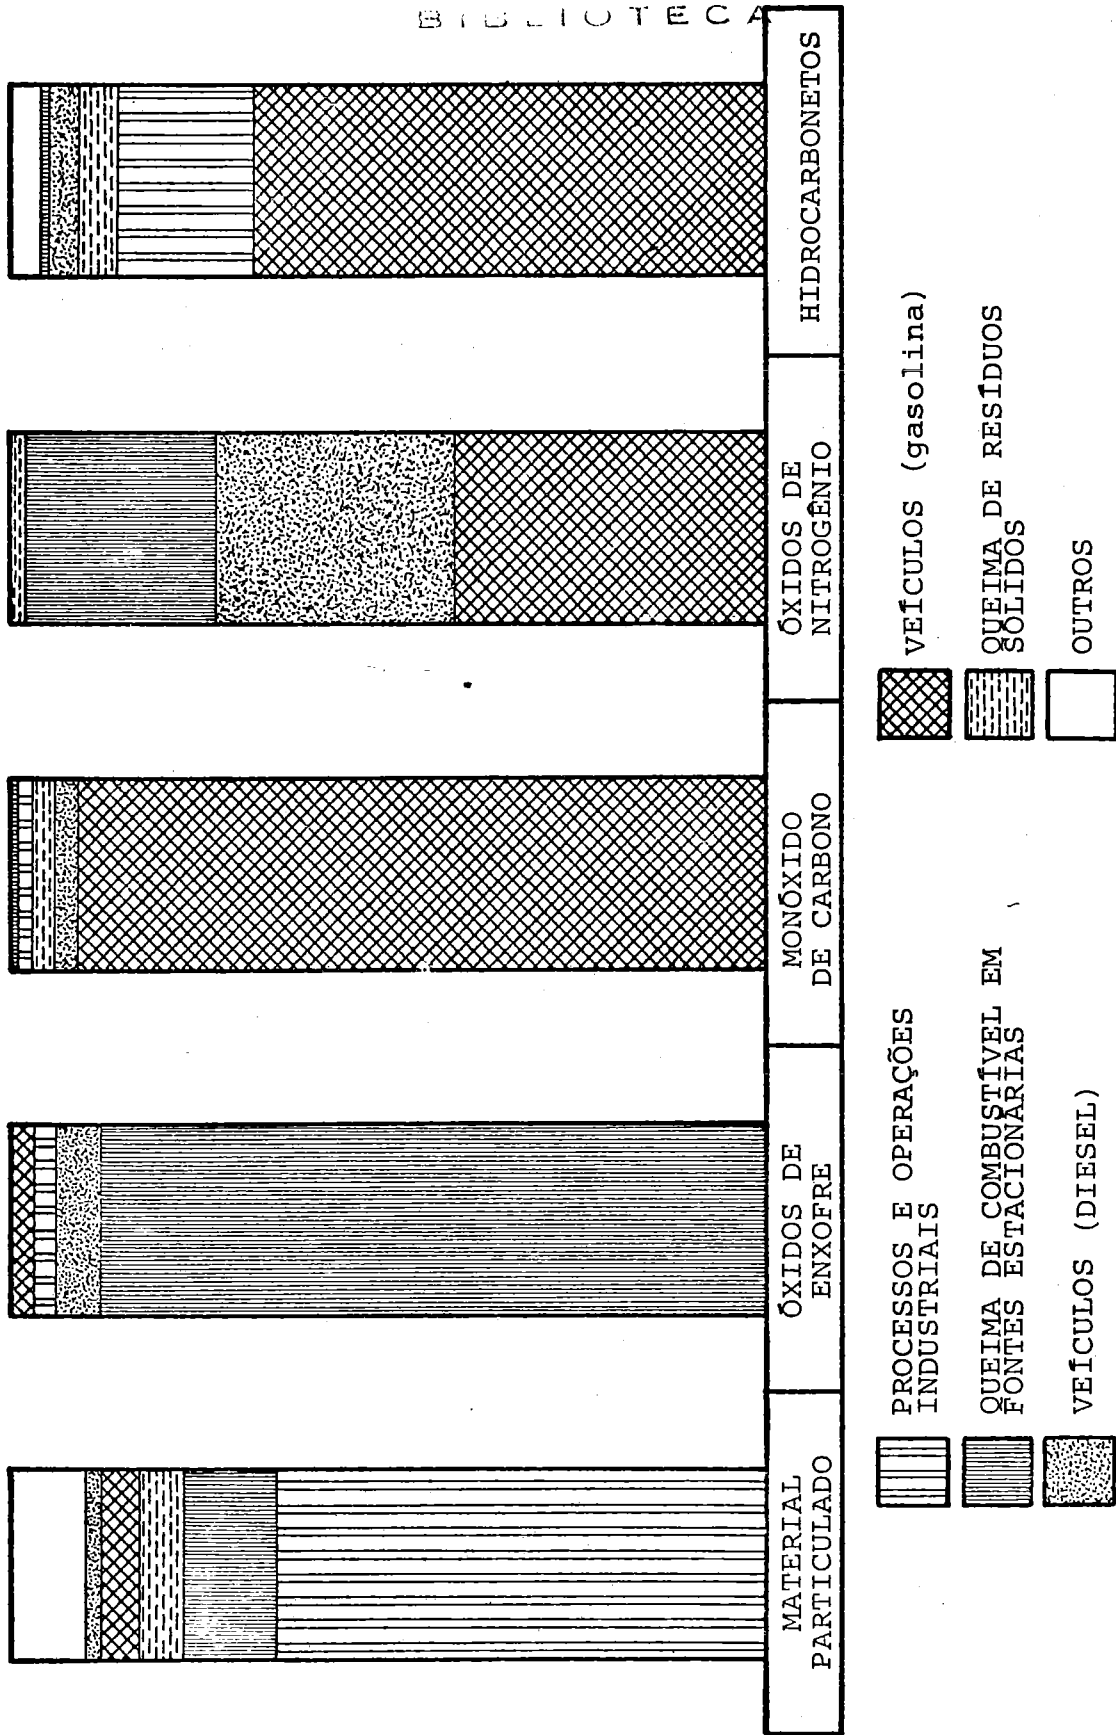 BIBLIOTECA
MATERIAL
PARTICULADO
ÓXIDOS DE
ENXOFRE
MONÓXIDO
DE CARBONO
ÓXIDOS DE
NITROGÊNIO
HIDROCARBONETOS
PROCESSOS E OPERAÇÕES
INDUSTRIAIS
QUEIMA DE COMBUSTÍVEL EM
FONTES ESTACIONÁRIAS
VEÍCULOS (DIESEL)
VEÍCULOS (gasolina)
QUEIMA DE RESÍDUOS
SÓLIDOS
OUTROS